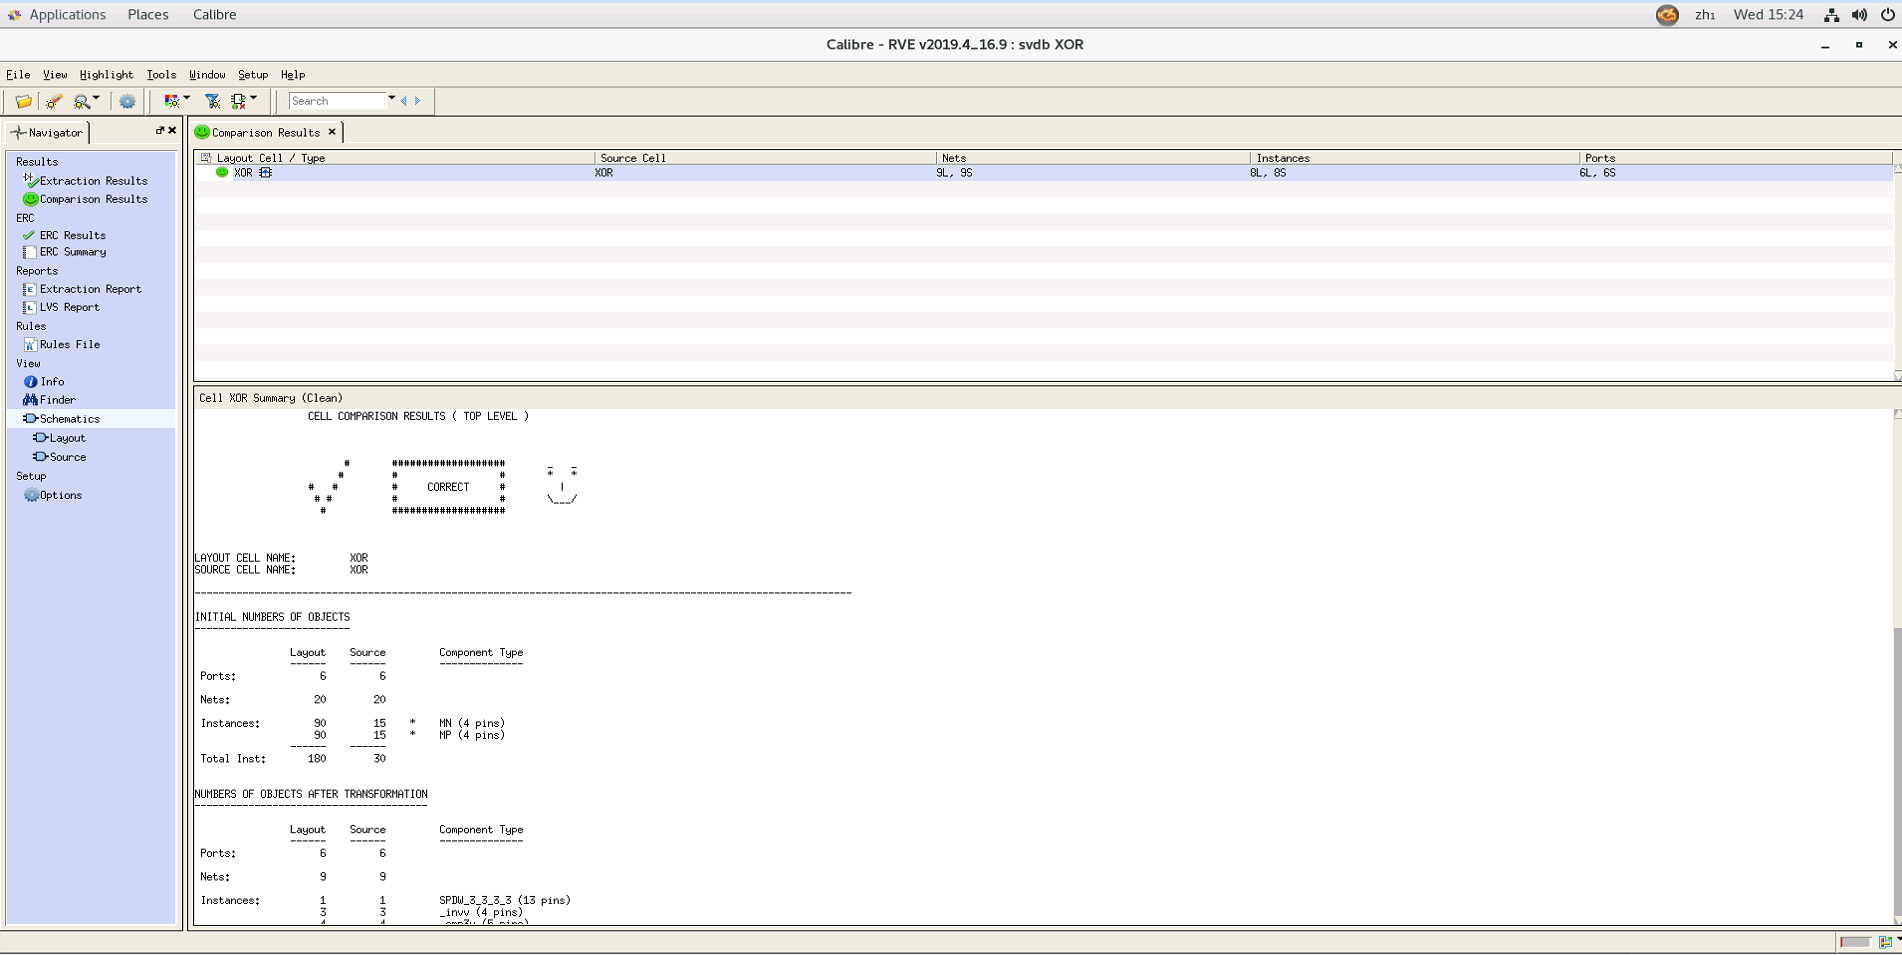 Applications Places Calibre zh₁ Wed 15:24
Calibre - RVE v2019.4_16.9 : svdb XOR
File View Highlight Tools Window Setup Help
Search
Navigator
Results
Extraction Results
Comparison Results
ERC
ERC Results
ERC Summary
Reports
Extraction Report
LVS Report
Rules
Rules File
View
Info
Finder
Schematics
Layout
Source
Setup
Options
Comparison Results
Layout Cell / Type Source Cell Nets Instances Ports
XOR XOR 9L, 9S 8L, 8S 6L, 6S
Cell XOR Summary (Clean)
CELL COMPARISON RESULTS ( TOP LEVEL )
# ################### _ _
# # # * *
# # # CORRECT # |
# # # # \___/
# ###################
LAYOUT CELL NAME: XOR
SOURCE CELL NAME: XOR
--------------------------------------------------------------------------------------------------------------
INITIAL NUMBERS OF OBJECTS
--------------------------
Layout Source Component Type
------ ------ --------------
Ports: 6 6
Nets: 20 20
Instances: 90 15 * MN (4 pins)
90 15 * MP (4 pins)
------ ------
Total Inst: 180 30
NUMBERS OF OBJECTS AFTER TRANSFORMATION
---------------------------------------
Layout Source Component Type
------ ------ --------------
Ports: 6 6
Nets: 9 9
Instances: 1 1 SPDW_3_3_3_3 (13 pins)
3 3 _invv (4 pins)